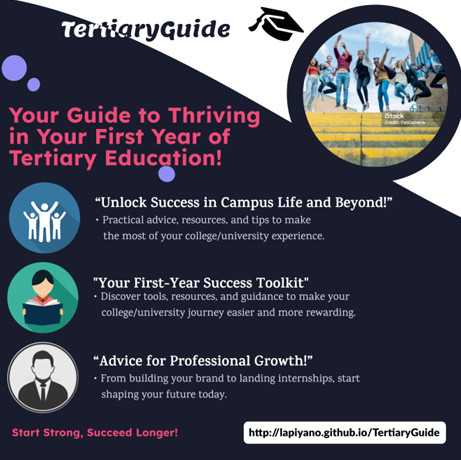 TertiaryGuide
iStock
Credit: FatCamera
Your Guide to Thriving
in Your First Year of
Tertiary Education!
“Unlock Success in Campus Life and Beyond!”
• Practical advice, resources, and tips to make
the most of your college/university experience.
"Your First-Year Success Toolkit"
• Discover tools, resources, and guidance to make your
college/university journey easier and more rewarding.
“Advice for Professional Growth!”
• From building your brand to landing internships, start
shaping your future today.
Start Strong, Succeed Longer!
http://lapiyano.github.io/TertiaryGuide